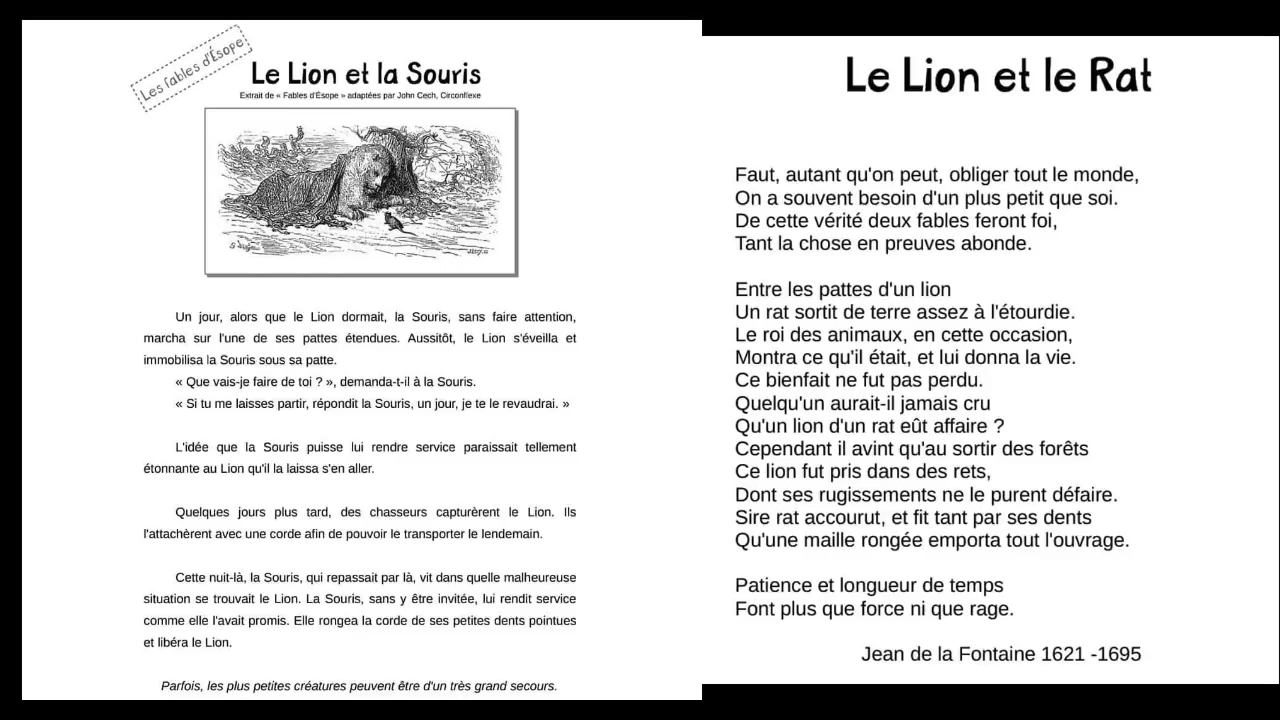 Les fables d'Ésope
Le Lion et la Souris
Extrait de « Fables d'Ésope » adaptées par John Cech, Circonflexe
Un jour, alors que le Lion dormait, la Souris, sans faire attention,
marcha sur l'une de ses pattes étendues. Aussitôt, le Lion s'éveilla et
immobilisa la Souris sous sa patte.
« Que vais-je faire de toi ? », demanda-t-il à la Souris.
« Si tu me laisses partir, répondit la Souris, un jour, je te le revaudrai. »
L'idée que la Souris puisse lui rendre service paraissait tellement
étonnante au Lion qu'il la laissa s'en aller.
Quelques jours plus tard, des chasseurs capturèrent le Lion. Ils
l'attachèrent avec une corde afin de pouvoir le transporter le lendemain.
Cette nuit-là, la Souris, qui repassait par là, vit dans quelle malheureuse
situation se trouvait le Lion. La Souris, sans y être invitée, lui rendit service
comme elle l'avait promis. Elle rongea la corde de ses petites dents pointues
et libéra le Lion.
Parfois, les plus petites créatures peuvent être d'un très grand secours.
Le Lion et le Rat
Faut, autant qu'on peut, obliger tout le monde,
On a souvent besoin d'un plus petit que soi.
De cette vérité deux fables feront foi,
Tant la chose en preuves abonde.
Entre les pattes d'un lion
Un rat sortit de terre assez à l'étourdie.
Le roi des animaux, en cette occasion,
Montra ce qu'il était, et lui donna la vie.
Ce bienfait ne fut pas perdu.
Quelqu'un aurait-il jamais cru
Qu'un lion d'un rat eût affaire ?
Cependant il avint qu'au sortir des forêts
Ce lion fut pris dans des rets,
Dont ses rugissements ne le purent défaire.
Sire rat accourut, et fit tant par ses dents
Qu'une maille rongée emporta tout l'ouvrage.
Patience et longueur de temps
Font plus que force ni que rage.
Jean de la Fontaine 1621 -1695